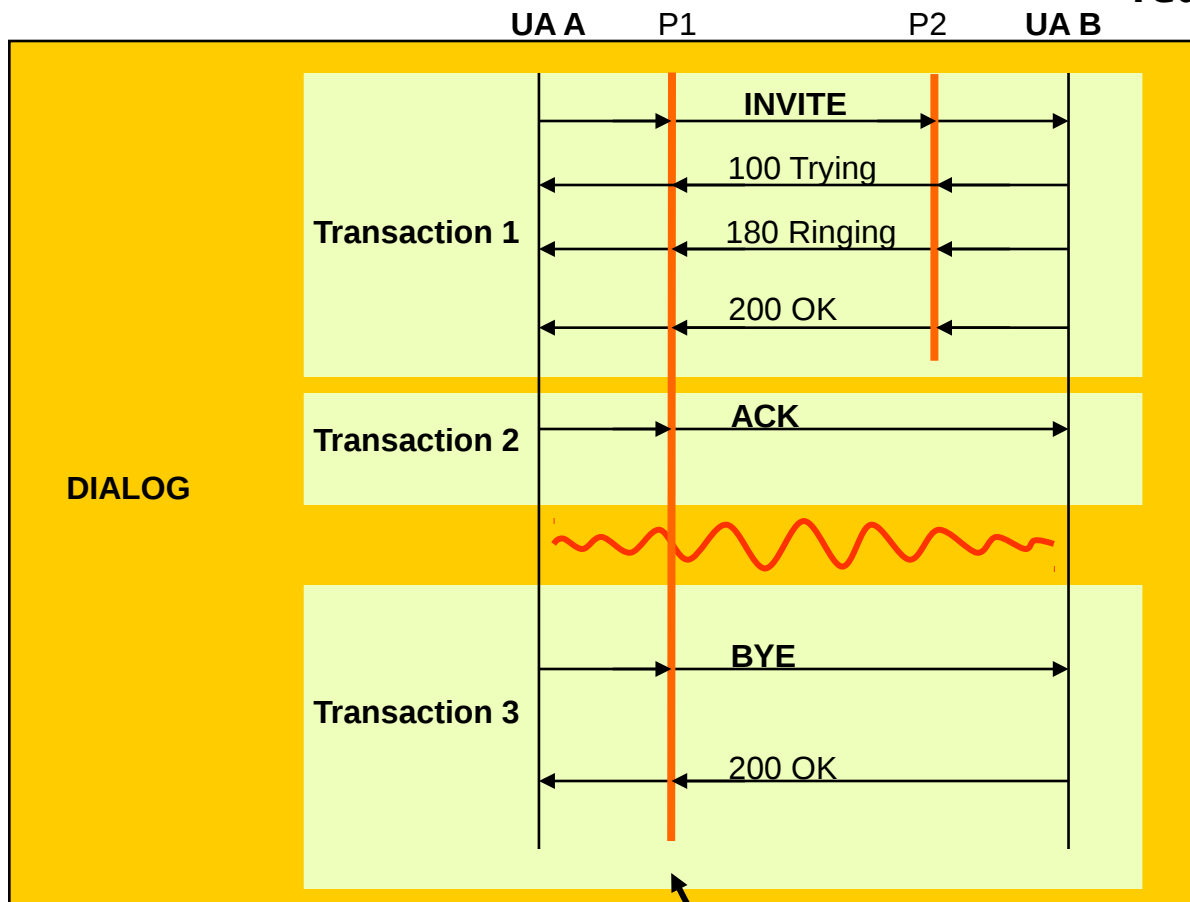 UA A P1 P2 UA B
INVITE
100 Trying
Transaction 1
180 Ringing
200 OK
ACK
Transaction 2
DIALOG
BYE
Transaction 3
200 OK